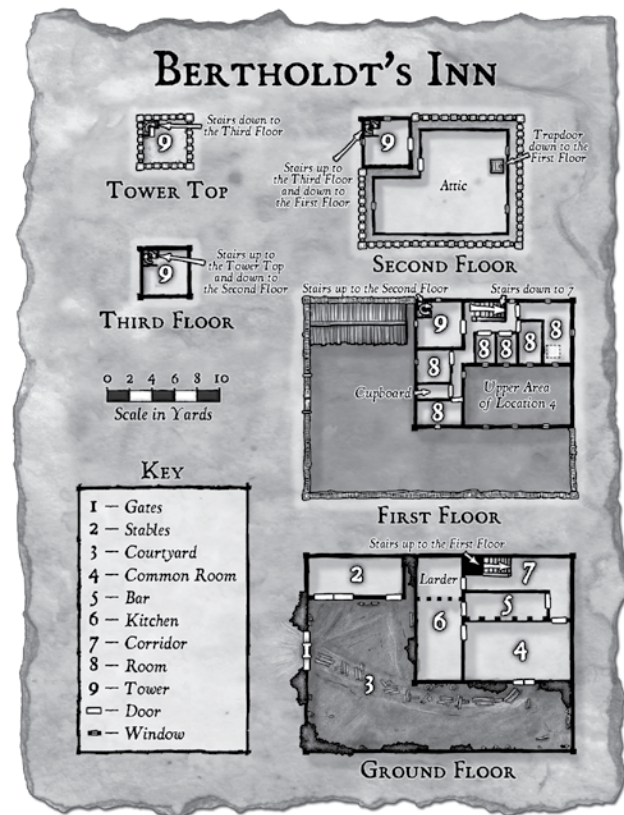 BERTHOLDT'S INN
Stairs down to
the Third Floor
9
TOWER TOP
Stairs up to
the Third Floor
and down to
the First Floor
9
Attic
Trapdoor
down to the
First Floor
SECOND FLOOR
9
Stairs up to
the Tower Top
and down to
the Second Floor
THIRD FLOOR
0 2 4 6 8 10
Scale in Yards
Stairs up to the Second Floor
Stairs down to 7
9
8
8 8 8
8
Cupboard
8
Upper Area
of Location 4
FIRST FLOOR
KEY
1 — Gates
2 — Stables
3 — Courtyard
4 — Common Room
5 — Bar
6 — Kitchen
7 — Corridor
8 — Room
9 — Tower
— Door
— Window
Stairs up to the First Floor
2
Larder
7
5
6
1
4
3
GROUND FLOOR